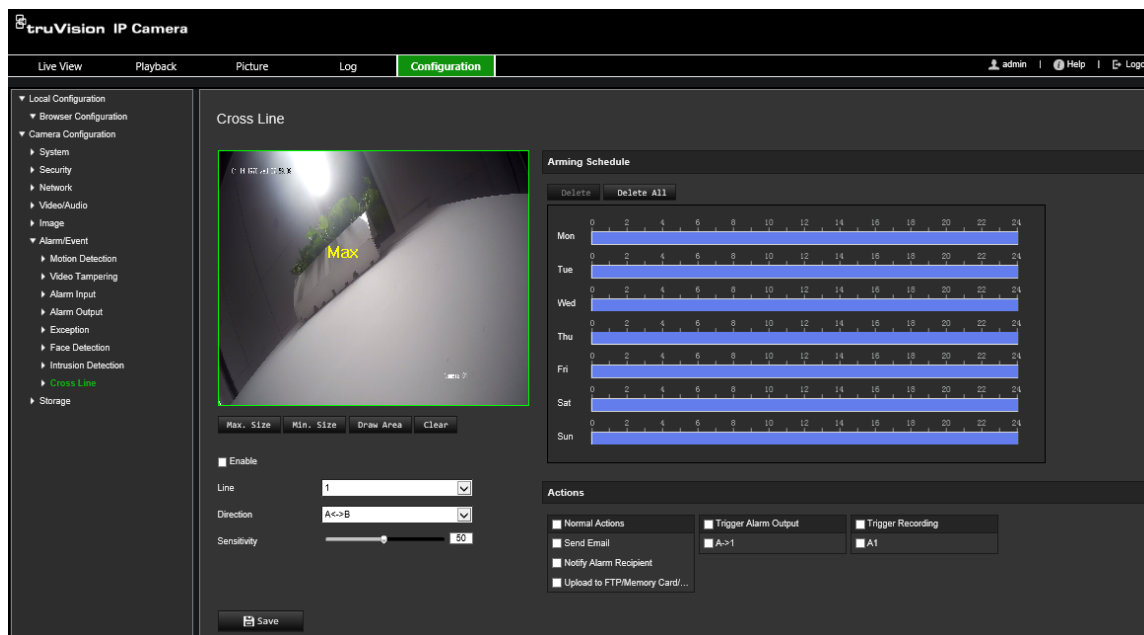 truVision IP Camera
Live View Playback Picture Log Configuration admin | Help | Logo
Local Configuration
Browser Configuration
Camera Configuration
System
Security
Network
Video/Audio
Image
Alarm/Event
Motion Detection
Video Tampering
Alarm Input
Alarm Output
Exception
Face Detection
Intrusion Detection
Cross Line
Storage
Cross Line
Max
Max. Size Min. Size Draw Area Clear
Enable
Line 1
Direction A<->B
Sensitivity 50
Save
Arming Schedule
Delete Delete All
0 2 4 6 8 10 12 14 16 18 20 22 24
Mon
0 2 4 6 8 10 12 14 16 18 20 22 24
Tue
0 2 4 6 8 10 12 14 16 18 20 22 24
Wed
0 2 4 6 8 10 12 14 16 18 20 22 24
Thu
0 2 4 6 8 10 12 14 16 18 20 22 24
Fri
0 2 4 6 8 10 12 14 16 18 20 22 24
Sat
0 2 4 6 8 10 12 14 16 18 20 22 24
Sun
Actions
Normal Actions Trigger Alarm Output Trigger Recording
Send Email A->1 A1
Notify Alarm Recipient
Upload to FTP/Memory Card/...